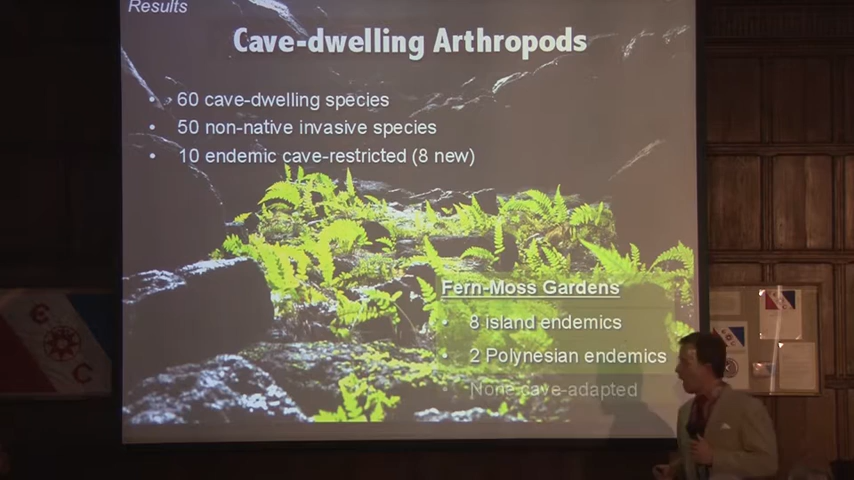 Results
Cave-dwelling Arthropods
• 60 cave-dwelling species
• 50 non-native invasive species
• 10 endemic cave-restricted (8 new)
Fern-Moss Gardens
• 8 island endemics
• 2 Polynesian endemics
• None cave-adapted
E
C